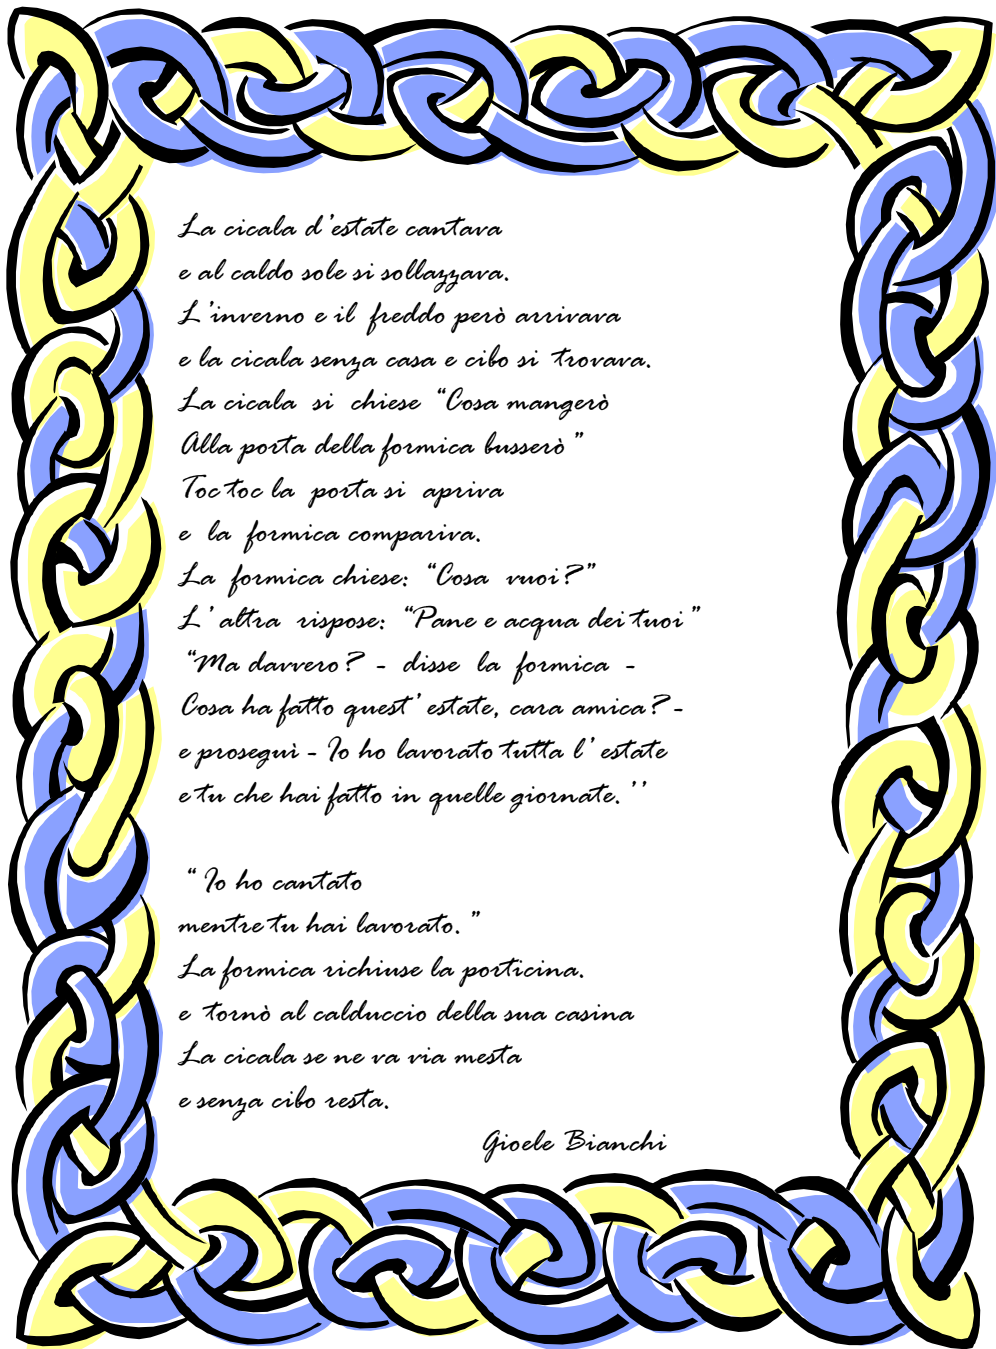 La cicala d'estate cantava
e al caldo sole si sollazzava.
L'inverno e il freddo però arrivava
e la cicala senza casa e cibo si trovava.
La cicala si chiese “Cosa mangerò
Alla porta della formica busserò”
Toc toc la porta si apriva
e la formica compariva.
La formica chiese: “Cosa vuoi?”
L' altra rispose: “Pane e acqua dei tuoi”
“Ma davvero? - disse la formica -
Cosa ha fatto quest' estate, cara amica? -
e proseguì - Io ho lavorato tutta l' estate
e tu che hai fatto in quelle giornate. ''
“ Io ho cantato
mentre tu hai lavorato.”
La formica richiuse la porticina.
e tornò al calduccio della sua casina
La cicala se ne va via mesta
e senza cibo resta.
Gioele Bianchi